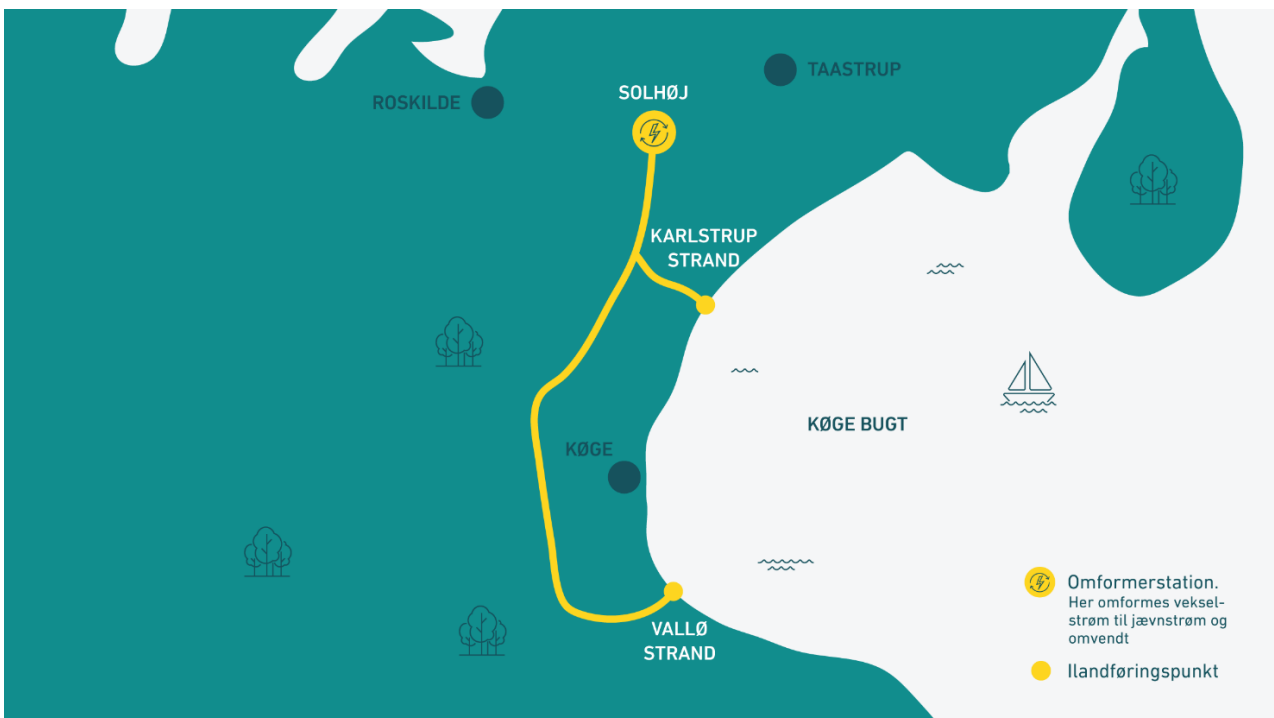 TAASTRUP
SOLHØJ
ROSKILDE
KARLSTRUP
STRAND
KØGE BUGT
KØGE
VALLØ
STRAND
Omformerstation.
Her omformes veksel-
strøm til jævnstrøm og
omvendt
Ilandføringspunkt